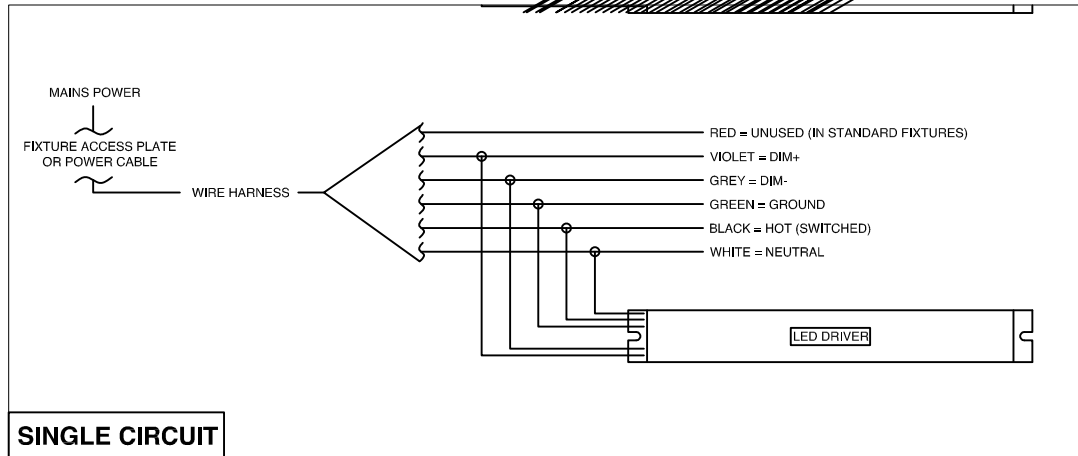 MAINS POWER
FIXTURE ACCESS PLATE
OR POWER CABLE
WIRE HARNESS
RED = UNUSED (IN STANDARD FIXTURES)
VIOLET = DIM+
GREY = DIM-
GREEN = GROUND
BLACK = HOT (SWITCHED)
WHITE = NEUTRAL
LED DRIVER
SINGLE CIRCUIT